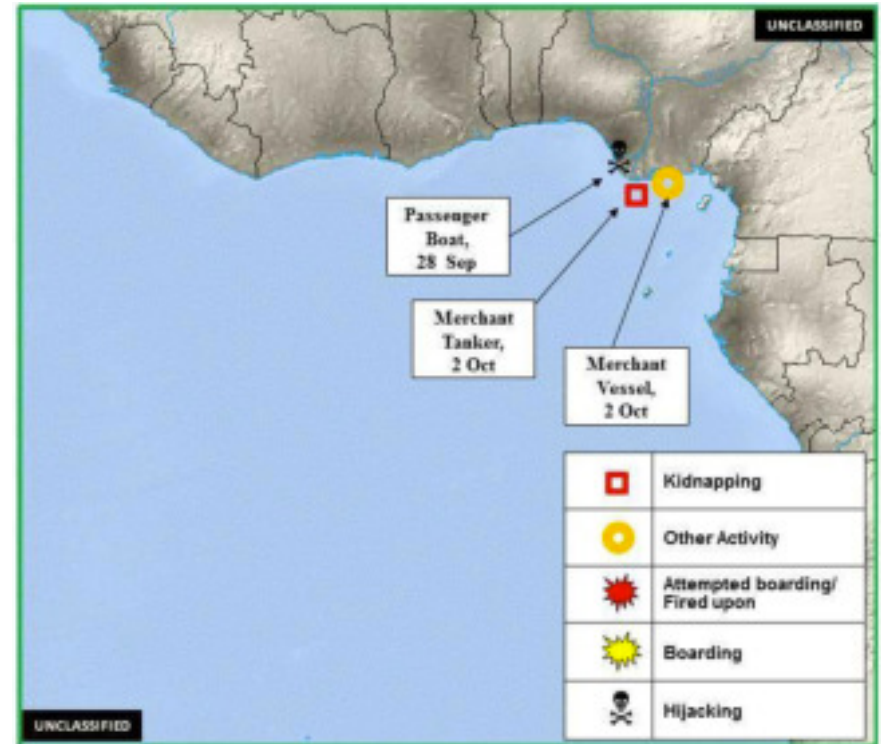 UNCLASSIFIED
Passenger
Boat,
28 Sep
Merchant
Tanker,
2 Oct
Merchant
Vessel,
2 Oct
Kidnapping
Other Activity
Attempted boarding/
Fired upon
Boarding
Hijacking
UNCLASSIFIED